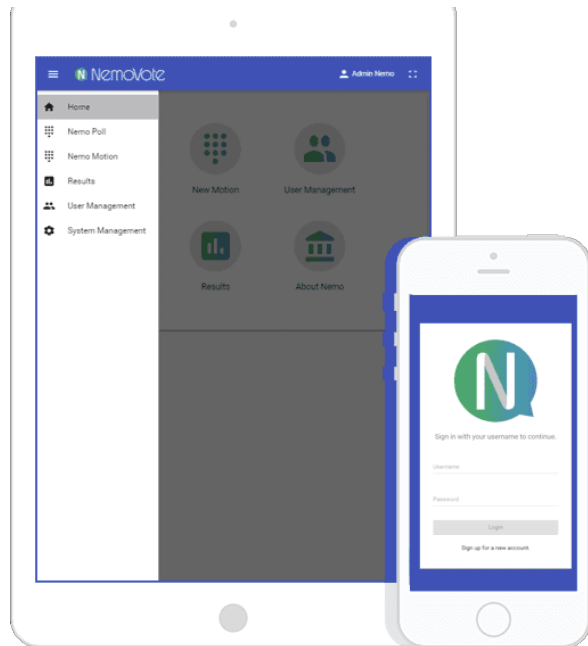 NemoVote
Admin Nemo
Home
Nemo Poll
Nemo Motion
Results
User Management
System Management
New Motion
User Management
Results
About Nemo
N
Sign in with your username to continue.
Username
Password
Login
Sign up for a new account